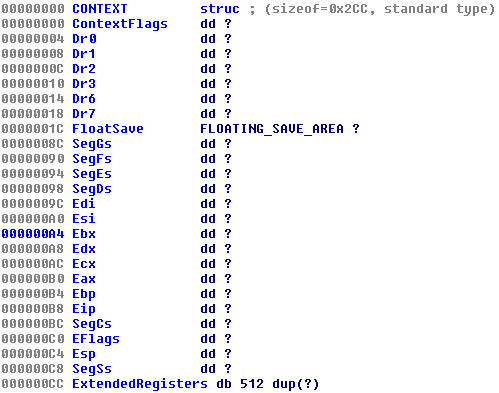 00000000 CONTEXT struc ; (sizeof=0x2CC, standard type)
00000000 ContextFlags dd ?
00000004 Dr0 dd ?
00000008 Dr1 dd ?
0000000C Dr2 dd ?
00000010 Dr3 dd ?
00000014 Dr6 dd ?
00000018 Dr7 dd ?
0000001C FloatSave FLOATING_SAVE_AREA ?
0000008C SegGs dd ?
00000090 SegFs dd ?
00000094 SegEs dd ?
00000098 SegDs dd ?
0000009C Edi dd ?
000000A0 Esi dd ?
000000A4 Ebx dd ?
000000A8 Edx dd ?
000000AC Ecx dd ?
000000B0 Eax dd ?
000000B4 Ebp dd ?
000000B8 Eip dd ?
000000BC SegCs dd ?
000000C0 EFlags dd ?
000000C4 Esp dd ?
000000C8 SegSs dd ?
000000CC ExtendedRegisters db 512 dup(?)